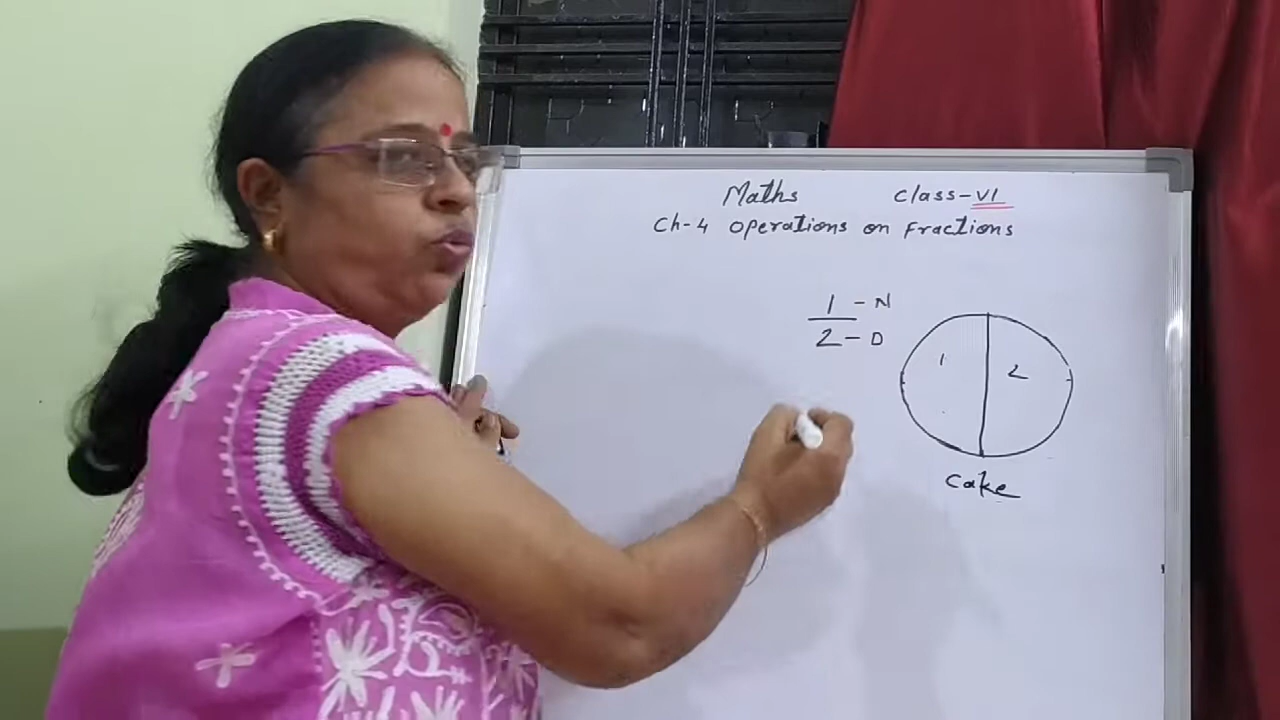 Maths class-VI
Ch-4 Operations on Fractions
1 - N
2 - D
1 2
Cake